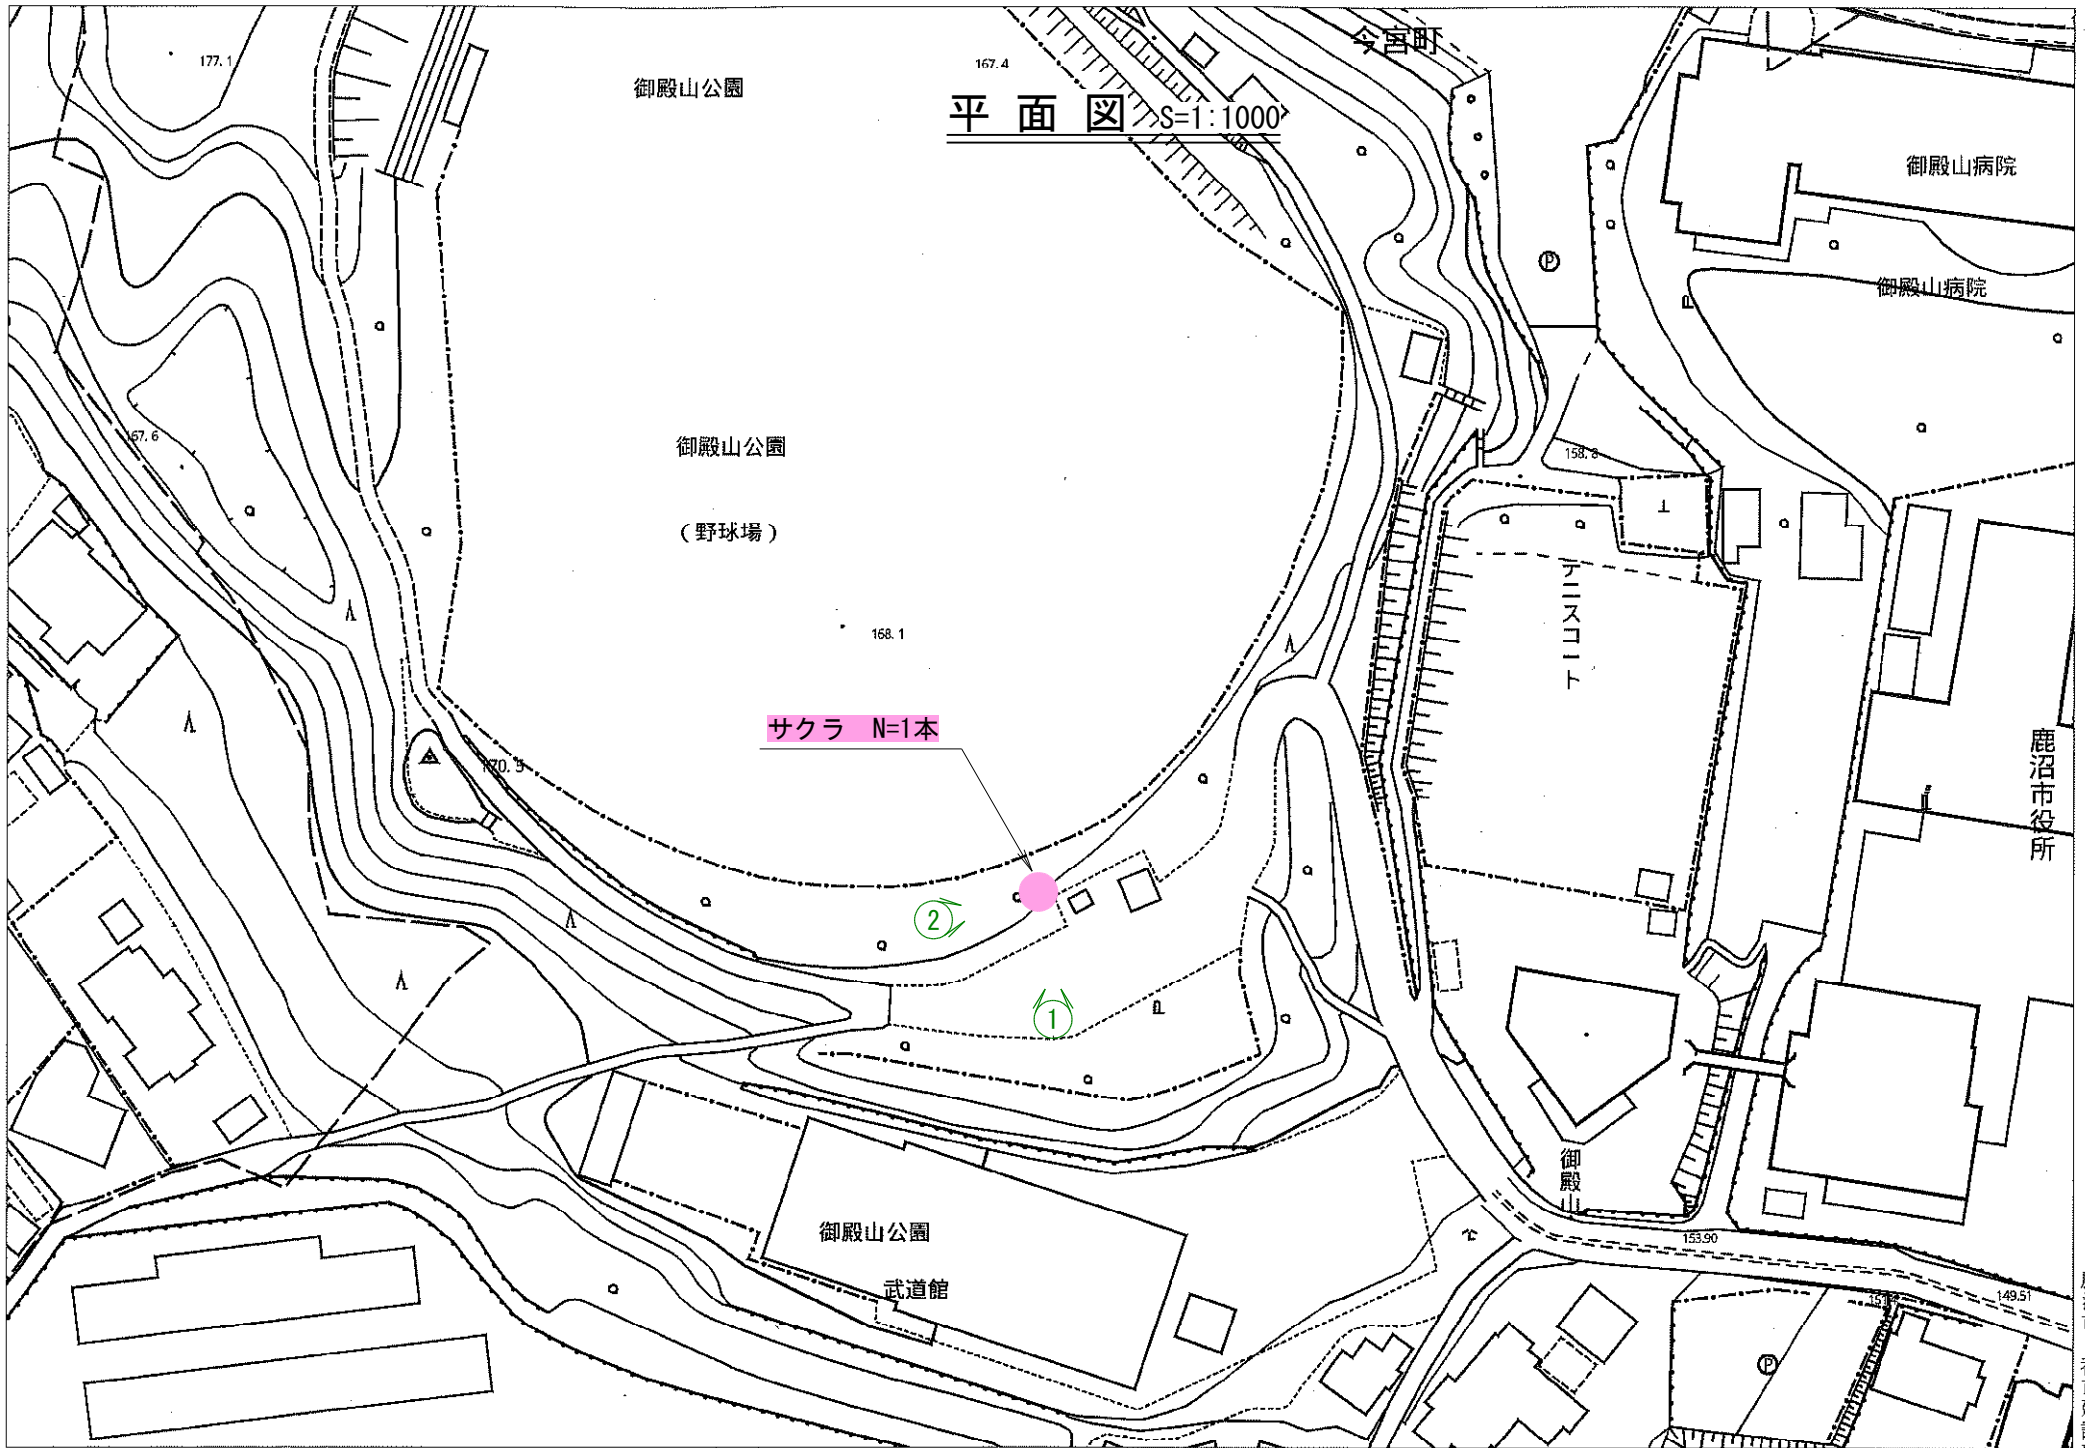 今宮町
177.1
御殿山公園
167.4
平面図 S=1:1000
御殿山病院
御殿山病院
167.6
御殿山公園
(野球場)
158.8
テニスコート
168.1
サクラ N=1本
170.5
鹿沼市役所
2
1
御殿山
御殿山公園
武道館
153.90
149.51